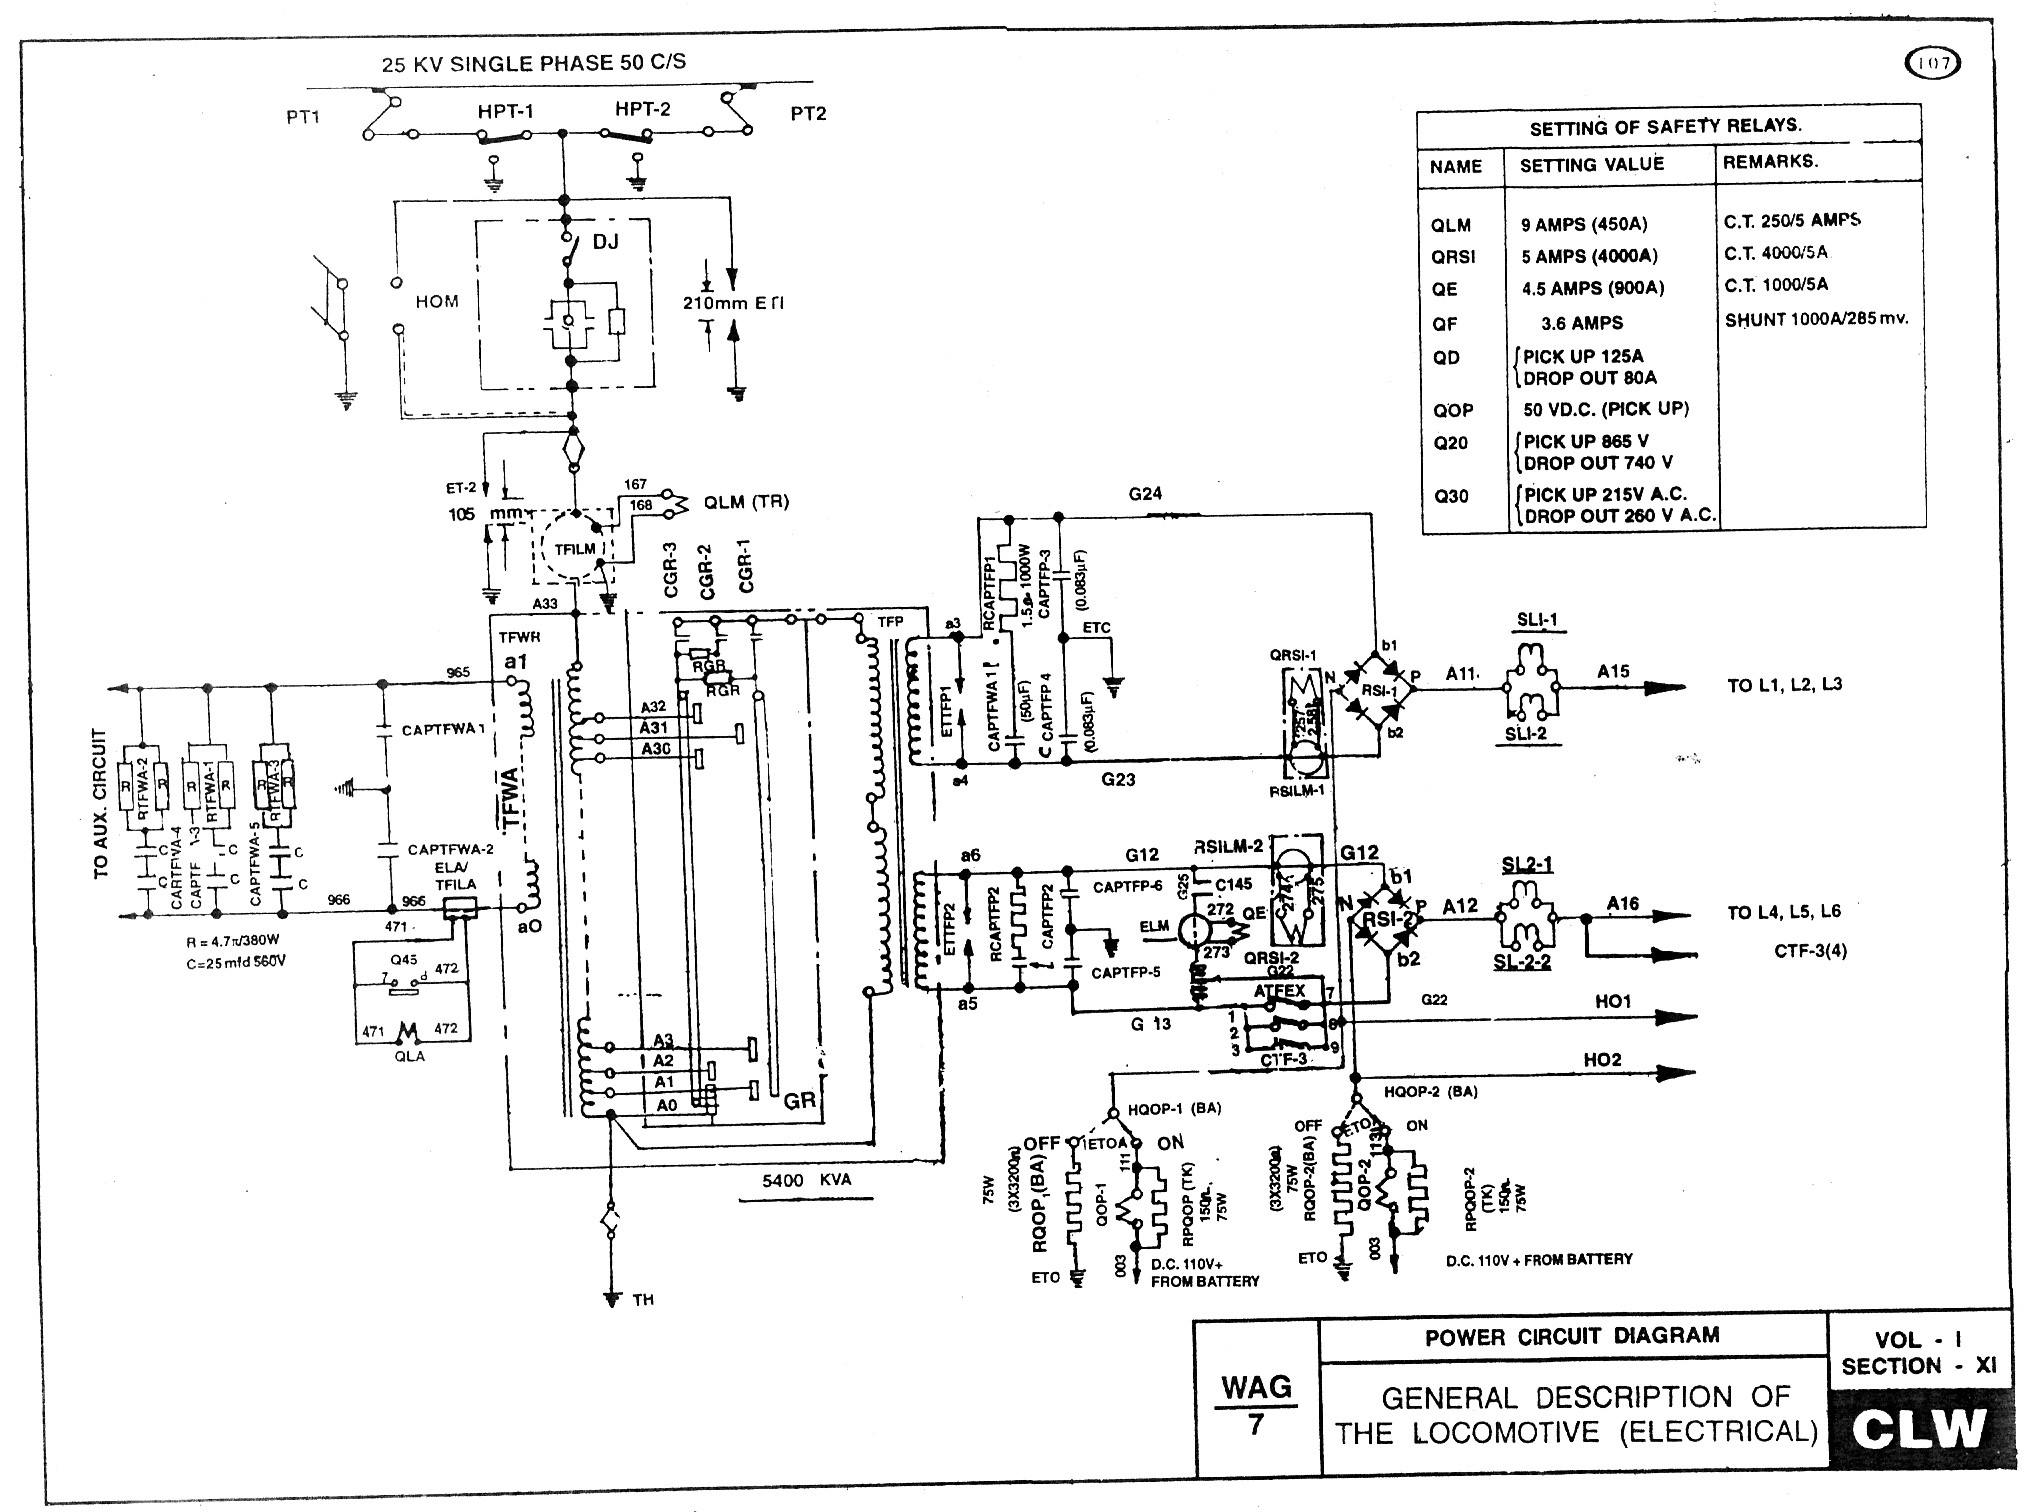 107
25 KV SINGLE PHASE 50 C/S
PT1
HPT-1
HPT-2
PT2
DJ
HOM
210mm
ET-2
105 mm
167
168
QLM (TR)
TFILM
A33
CGR-3
CGR-2
CGR-1
SETTING OF SAFETY RELAYS.
NAME SETTING VALUE REMARKS.
QLM 9 AMPS (450A) C.T. 250/5 AMPS
QRSI 5 AMPS (4000A) C.T. 4000/5A
QE 4.5 AMPS (900A) C.T. 1000/5A
QF 3.6 AMPS SHUNT 1000A/285 mv.
QD PICK UP 125A
DROP OUT 80A
QOP 50 VD.C. (PICK UP)
Q20 PICK UP 865 V
DROP OUT 740 V
Q30 PICK UP 215V A.C.
DROP OUT 260 V A.C.
TFWR
a1
965
TFP
RGR
RGR
A32
A31
A30
TFWA
TO AUX. CIRCUIT
CAPTFWA 1
R
RTFWA-2
R
R
RTFWA-1
R
R
RTFWA-3
R
C
C
C
C
C
C
CAPTFWA-5
CAPTFWA-2
ELA/
TFILA
966
966
aO
R = 4.7π/380W
C=25 mfd 560V
471
Q45
7
d
472
471
472
QLA
A3
A2
A1
A0
GR
5400 KVA
TH
a3
a4
ETTFP1
RCAPTFP1
1000W
CAPTFWA 1
(50µF)
CAPTFP-3
(0.083µF)
CAPTFP 4
(0.083µF)
ETC
G24
G23
QRSI-1
257
258
RSILM-1
N
b1
RSI-1
P
b2
A11
SLI-1
SLI-2
A15
TO L1, L2, L3
a6
a5
ETTFP2
RCAPTFP2
CAPTFP2
CAPTFP-6
CAPTFP-5
G12
G25
C145
ELM
272
QE
273
RSILM-2
274
275
QRSI-2
G12
N
b1
RSI-2
P
b2
A12
SL2-1
SL-2-2
A16
TO L4, L5, L6
CTF-3(4)
G 13
G22
ATFEX
1
2
3
7
8
9
CTF-3
G22
HO1
HO2
HQOP-1 (BA)
OFF
ETOA
ON
111
75W
(3X3200Ω)
RQOP1(BA)
QOP-1
RPQOP (TK)
150Ω
75W
ETO
003
D.C. 110V+
FROM BATTERY
HQOP-2 (BA)
OFF
ETOA
ON
113
(3X3200Ω)
75W
RQOP-2(BA)
QOP-2
RPQOP-2
(TK)
150Ω
75W
ETO
003
D.C. 110V + FROM BATTERY
WAG
7
POWER CIRCUIT DIAGRAM
GENERAL DESCRIPTION OF
THE LOCOMOTIVE (ELECTRICAL)
VOL - I
SECTION - XI
CLW